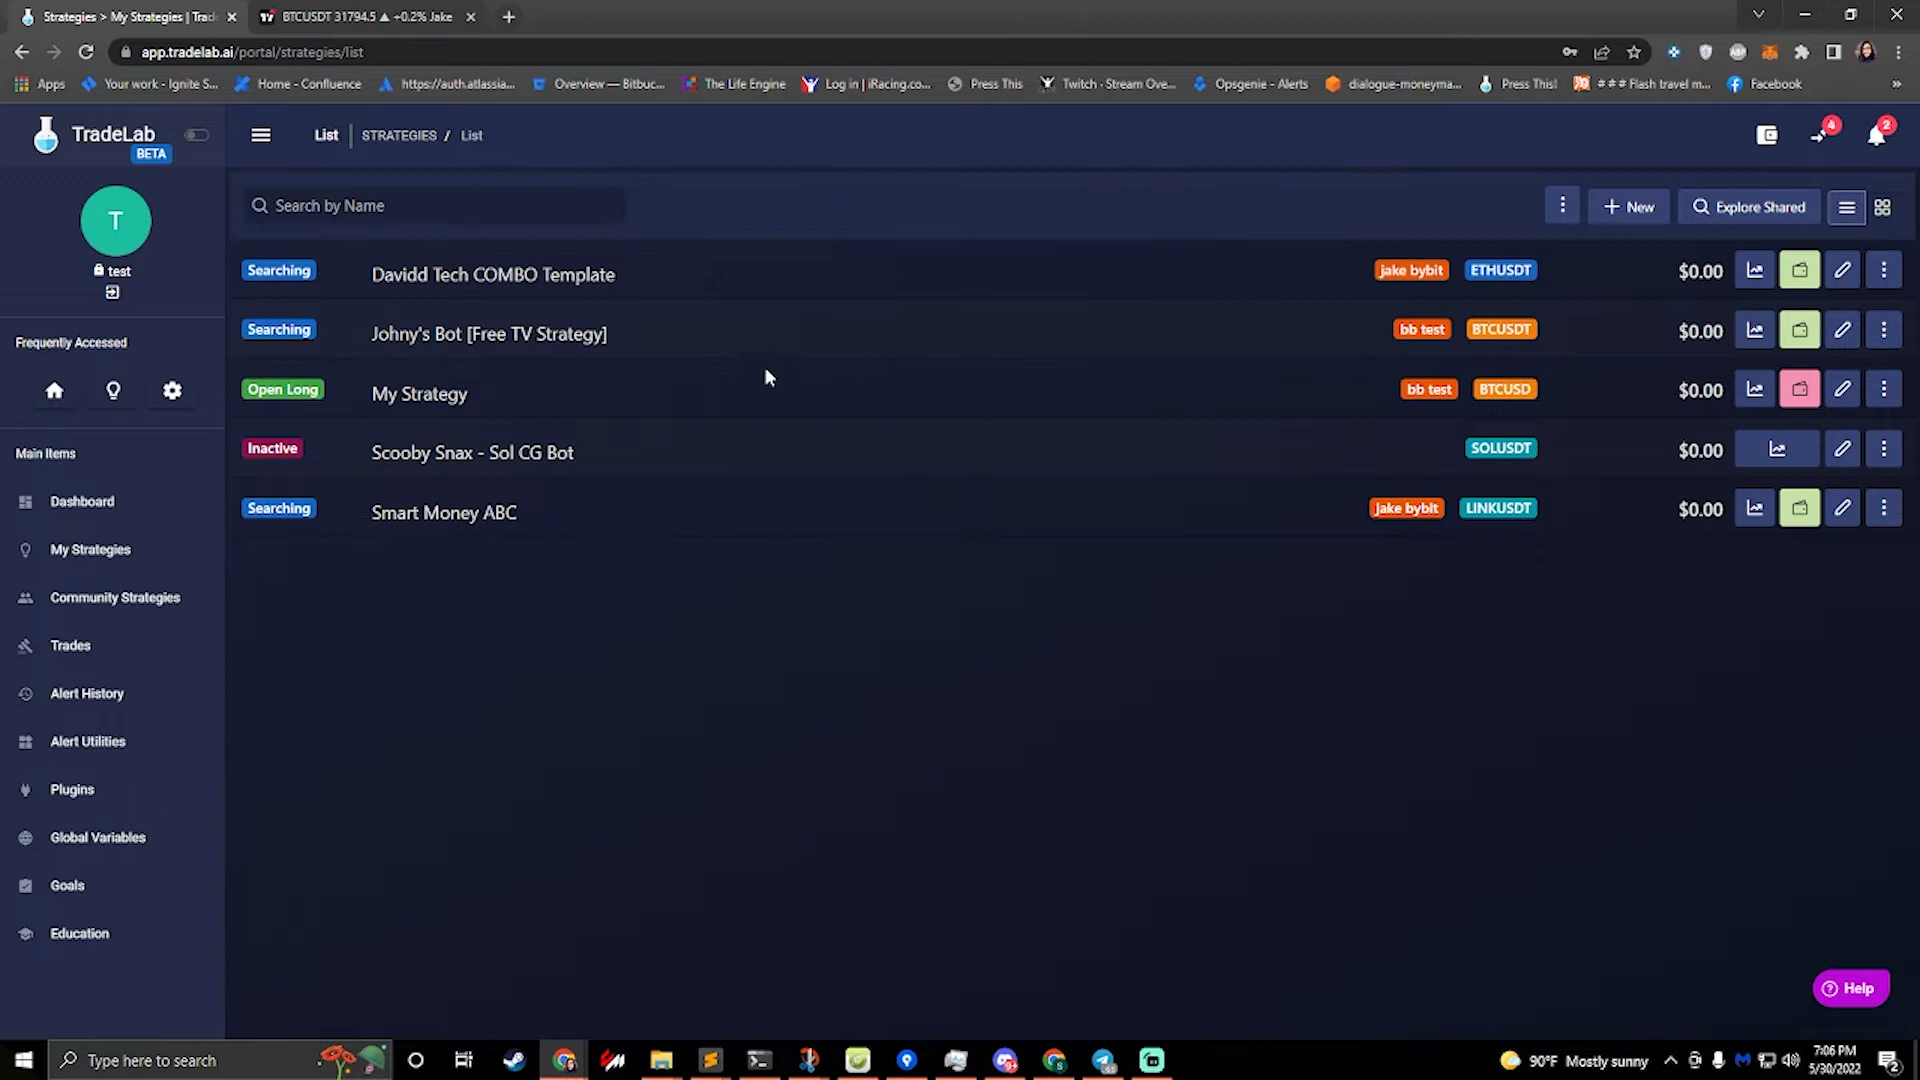 Strategies > My Strategies | Trad
BTCUSDT 31794.5 ▲ +0.2% Jake
app.tradelab.ai/portal/strategies/list
Apps
Your work - Ignite S...
Home - Confluence
https://auth.atlassia...
Overview — Bitbuc...
The Life Engine
Log in | iRacing.co...
Press This
Twitch - Stream Ove...
Opsgenie - Alerts
dialogue-moneyma...
Press This!
# # # Flash travel m...
Facebook
»
TradeLab
BETA
List
STRATEGIES / List
4
2
T
test
Search by Name
+ New
Explore Shared
Searching
Davidd Tech COMBO Template
jake bybit
ETHUSDT
$0.00
Searching
Johny's Bot [Free TV Strategy]
bb test
BTCUSDT
$0.00
Open Long
My Strategy
bb test
BTCUSD
$0.00
Inactive
Scooby Snax - Sol CG Bot
SOLUSDT
$0.00
Searching
Smart Money ABC
Jake bybit
LINKUSDT
$0.00
Frequently Accessed
Main Items
Dashboard
My Strategies
Community Strategies
Trades
Alert History
Alert Utilities
Plugins
Global Variables
Goals
Education
Help
Type here to search
90°F Mostly sunny
7:06 PM
5/30/2022
2